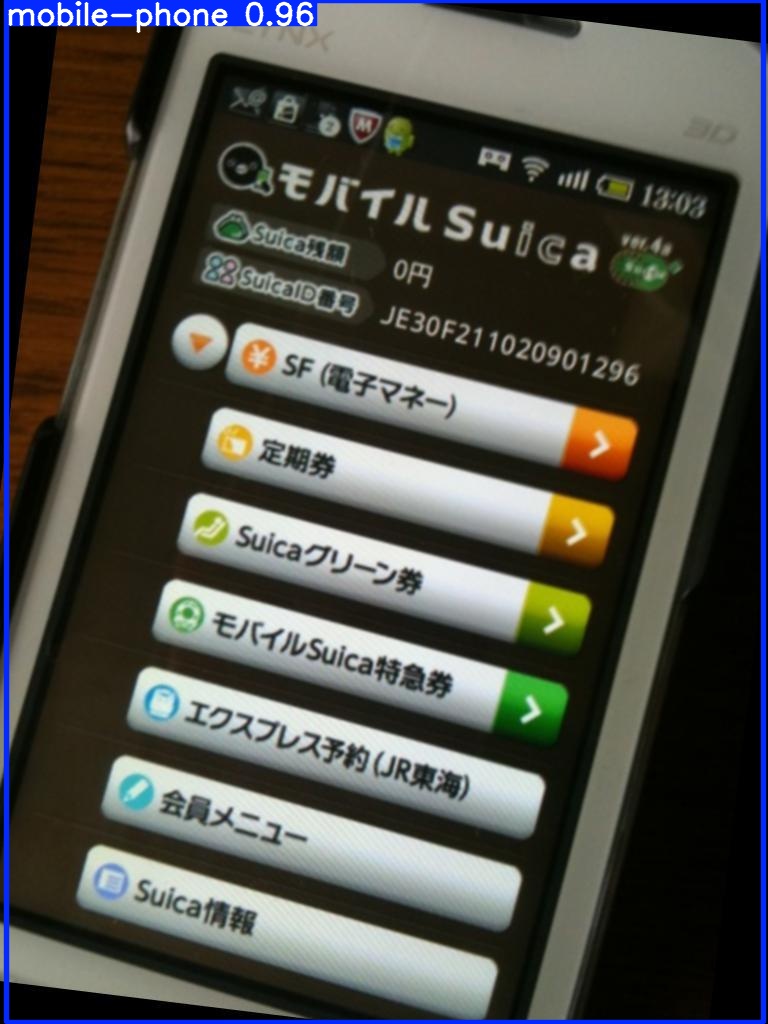 mobile-phone 0.96
LYNX
3D
13:03
モバイルSuica
ver.4a
Suica残額
0円
SuicaID番号
JE30F211020901296
SF (電子マネー)
定期券
Suicaグリーン券
モバイルSuica特急券
エクスプレス予約(JR東海)
会員メニュー
Suica情報